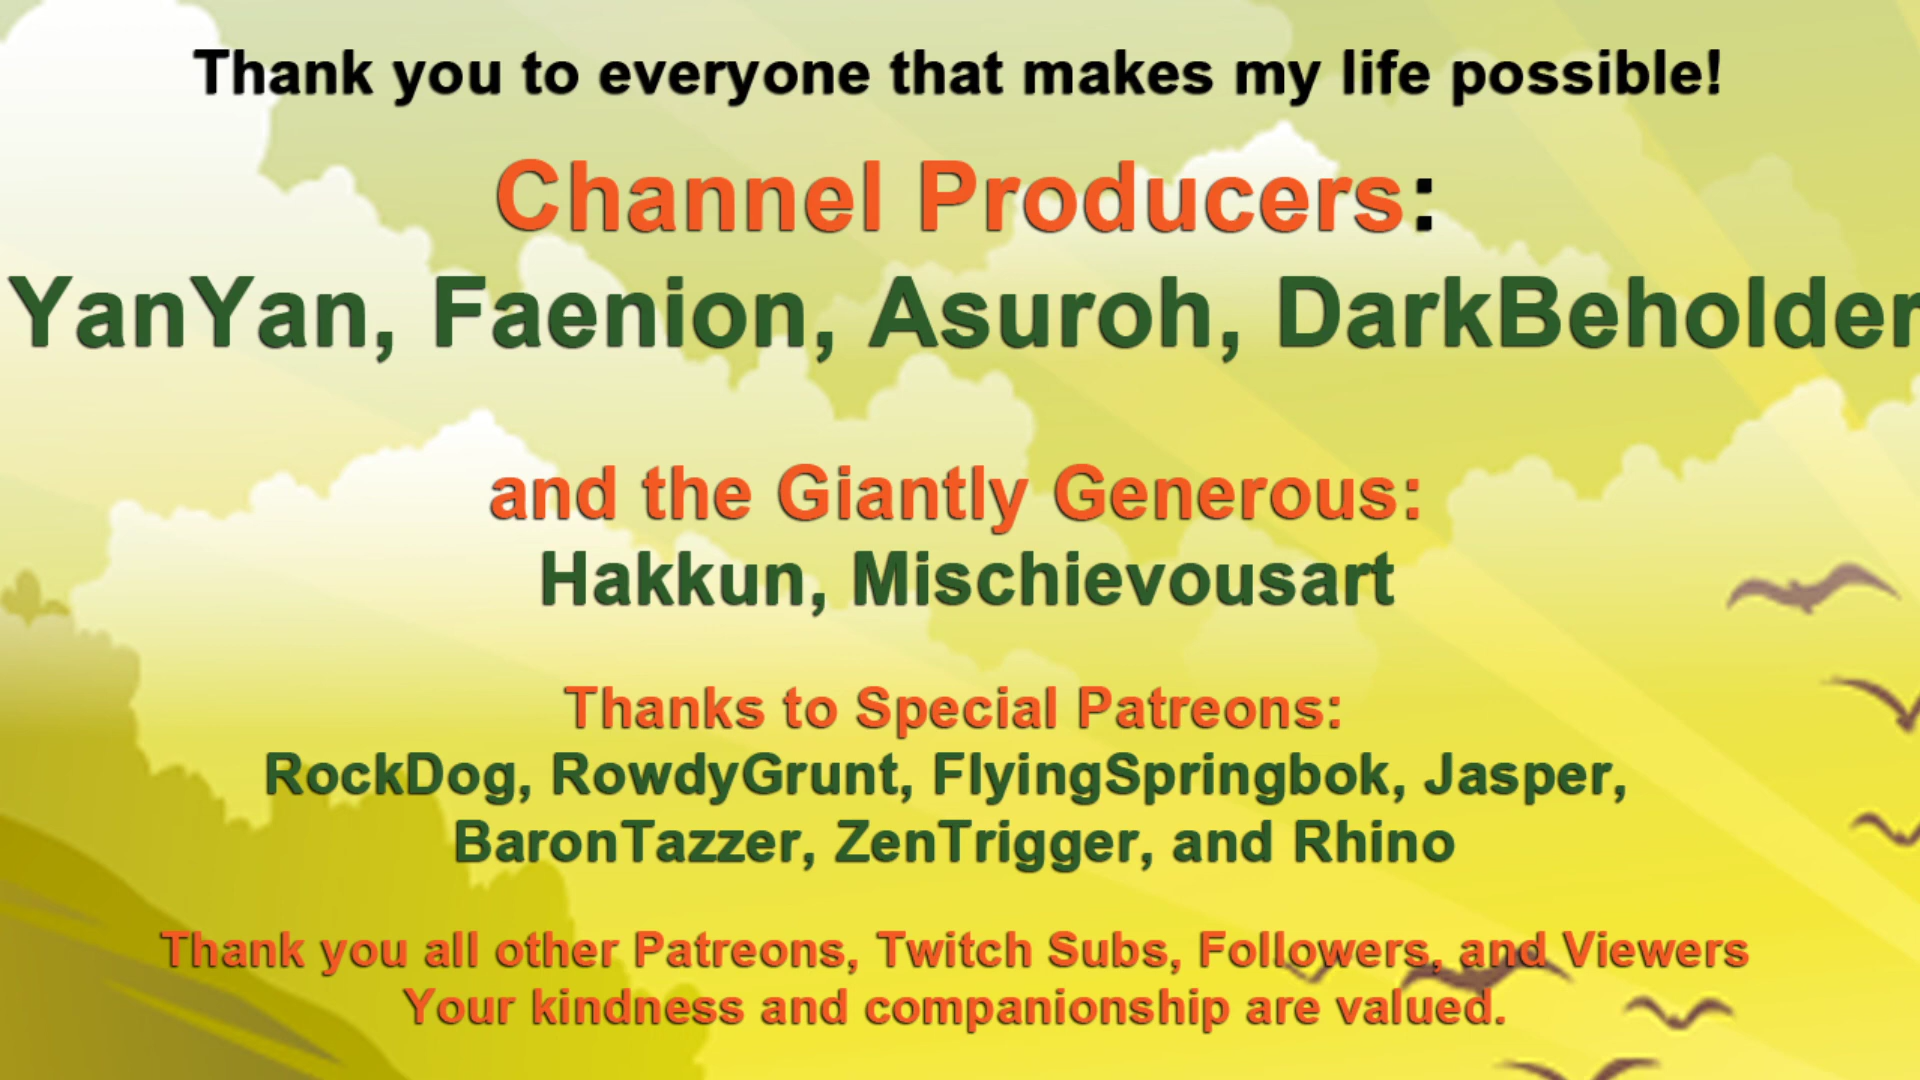 Thank you to everyone that makes my life possible!
Channel Producers:
YanYan, Faenion, Asuroh, DarkBeholder
and the Giantly Generous:
Hakkun, Mischievousart
Thanks to Special Patreons:
RockDog, RowdyGrunt, FlyingSpringbok, Jasper,
BaronTazzer, ZenTrigger, and Rhino
Thank you all other Patreons, Twitch Subs, Followers, and Viewers
Your kindness and companionship are valued.